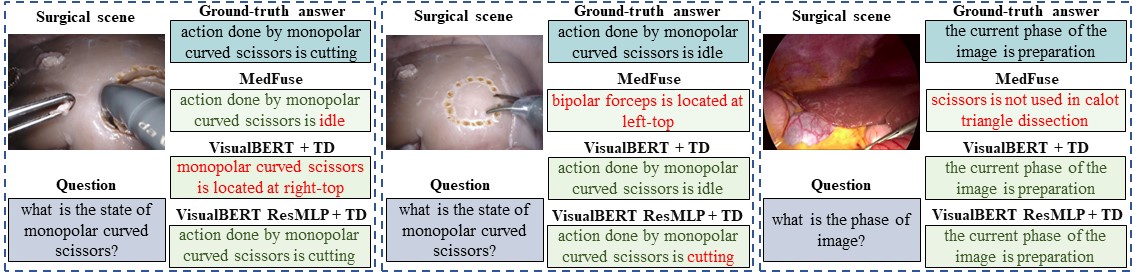 Surgical scene
Question
what is the state of
monopolar curved
scissors?
Ground-truth answer
action done by monopolar
curved scissors is cutting
MedFuse
action done by monopolar
curved scissors is idle
VisualBERT + TD
monopolar curved scissors
is located at right-top
VisualBERT ResMLP + TD
action done by monopolar
curved scissors is cutting
Surgical scene
Question
what is the state of
monopolar curved
scissors?
Ground-truth answer
action done by monopolar
curved scissors is idle
MedFuse
bipolar forceps is located at
left-top
VisualBERT + TD
action done by monopolar
curved scissors is idle
VisualBERT ResMLP + TD
action done by monopolar
curved scissors is cutting
Surgical scene
Question
what is the phase of
image?
Ground-truth answer
the current phase of the
image is preparation
MedFuse
scissors is not used in calot
triangle dissection
VisualBERT + TD
the current phase of the
image is preparation
VisualBERT ResMLP + TD
the current phase of the
image is preparation